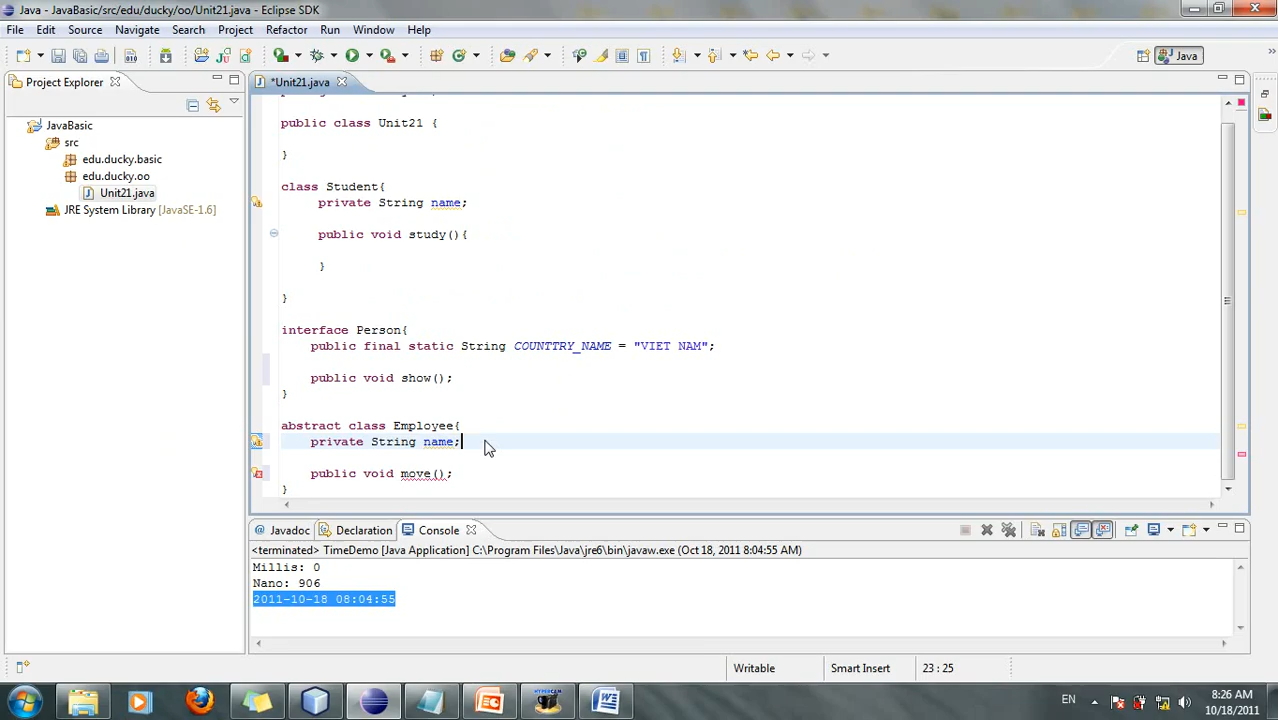 Java - JavaBasic/src/edu/ducky/oo/Unit21.java - Eclipse SDK
File Edit Source Navigate Search Project Refactor Run Window Help
Java
Project Explorer
*Unit21.java
JavaBasic
src
edu.ducky.basic
edu.ducky.oo
Unit21.java
JRE System Library [JavaSE-1.6]
public class Unit21 {
}
class Student{
private String name;
public void study(){
}
}
interface Person{
public final static String COUNTTRY_NAME = "VIET NAM";
public void show();
}
abstract class Employee{
private String name;
public void move();
}
@ Javadoc Declaration Console
<terminated> TimeDemo [Java Application] C:\Program Files\Java\jre6\bin\javaw.exe (Oct 18, 2011 8:04:55 AM)
Millis: 0
Nano: 906
2011-10-18 08:04:55
Writable Smart Insert 23 : 25
EN
8:26 AM
10/18/2011